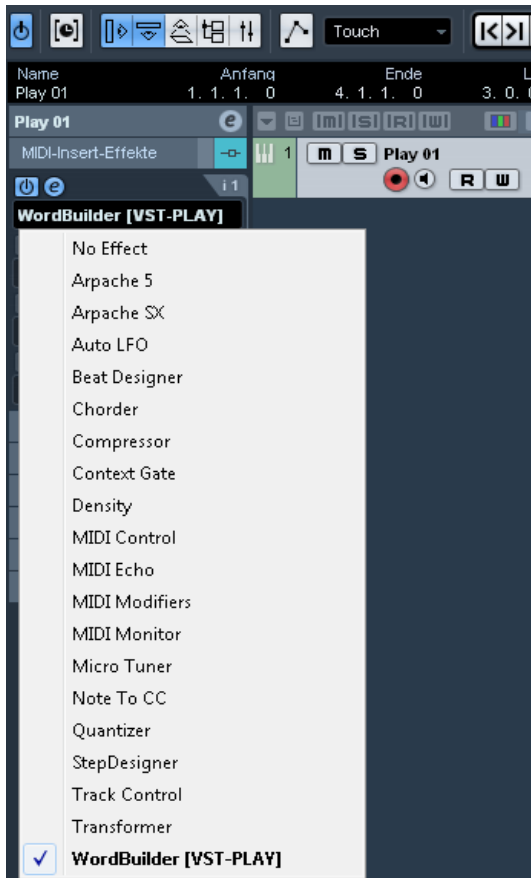 Touch
Name Anfang Ende L
Play 01 1. 1. 1. 0 4. 1. 1. 0 3. 0. 0
Play 01 e m S R W
MIDI-Insert-Effekte 1 m S Play 01
e i1 R W
WordBuilder [VST-PLAY]
No Effect
Arpache 5
Arpache SX
Auto LFO
Beat Designer
Chorder
Compressor
Context Gate
Density
MIDI Control
MIDI Echo
MIDI Modifiers
MIDI Monitor
Micro Tuner
Note To CC
Quantizer
StepDesigner
Track Control
Transformer
WordBuilder [VST-PLAY]